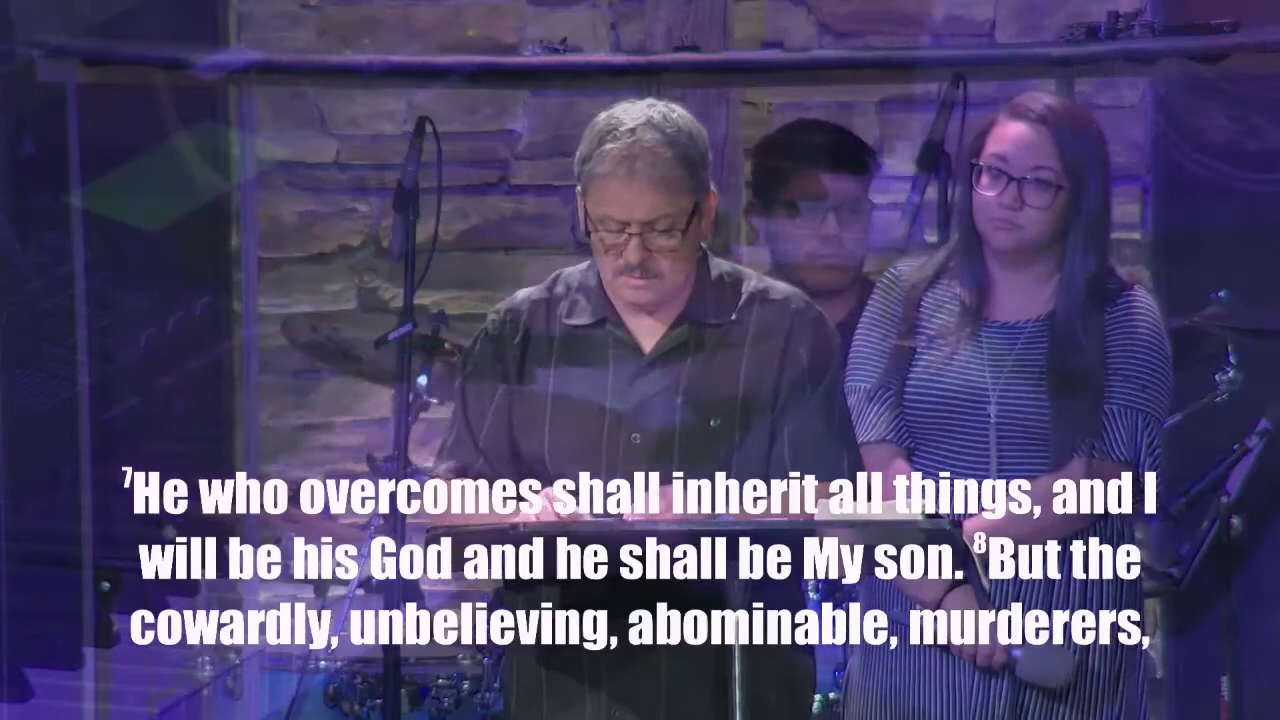 ⁷He who overcomes shall inherit all things, and I
will be his God and he shall be My son. ⁸But the
cowardly, unbelieving, abominable, murderers,